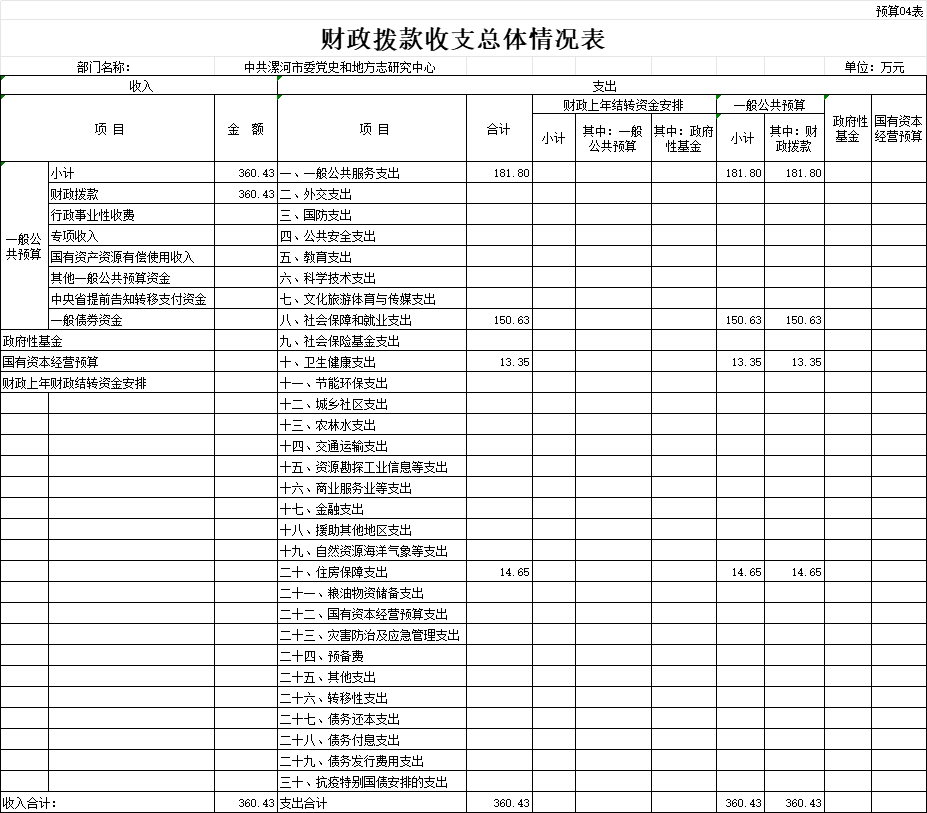 预算04表
财政拨款收支总体情况表
部门名称: 中共漯河市委党史和地方志研究中心 单位: 万元
收入 支出
项 目 金 额 项 目 合计 财政上年结转资金安排 一般公共预算 政府性基金 国有资本经营预算
小计 其中: 一般公共预算 其中: 政府性基金 小计 其中: 财政拨款
一般公共预算 小计 360.43 一、一般公共服务支出 181.80 181.80 181.80
财政拨款 360.43 二、外交支出
行政事业性收费 三、国防支出
专项收入 四、公共安全支出
国有资产资源有偿使用收入 五、教育支出
其他一般公共预算资金 六、科学技术支出
中央省提前告知转移支付资金 七、文化旅游体育与传媒支出
一般债券资金 八、社会保障和就业支出 150.63 150.63 150.63
政府性基金 九、社会保险基金支出
国有资本经营预算 十、卫生健康支出 13.35 13.35 13.35
财政上年财政结转资金安排 十一、节能环保支出
十二、城乡社区支出
十三、农林水支出
十四、交通运输支出
十五、资源勘探工业信息等支出
十六、商业服务业等支出
十七、金融支出
十八、援助其他地区支出
十九、自然资源海洋气象等支出
二十、住房保障支出 14.65 14.65 14.65
二十一、粮油物资储备支出
二十二、国有资本经营预算支出
二十三、灾害防治及应急管理支出
二十四、预备费
二十五、其他支出
二十六、转移性支出
二十七、债务还本支出
二十八、债务付息支出
二十九、债务发行费用支出
三十、抗疫特别国债安排的支出
收入合计: 360.43 支出合计 360.43 360.43 360.43